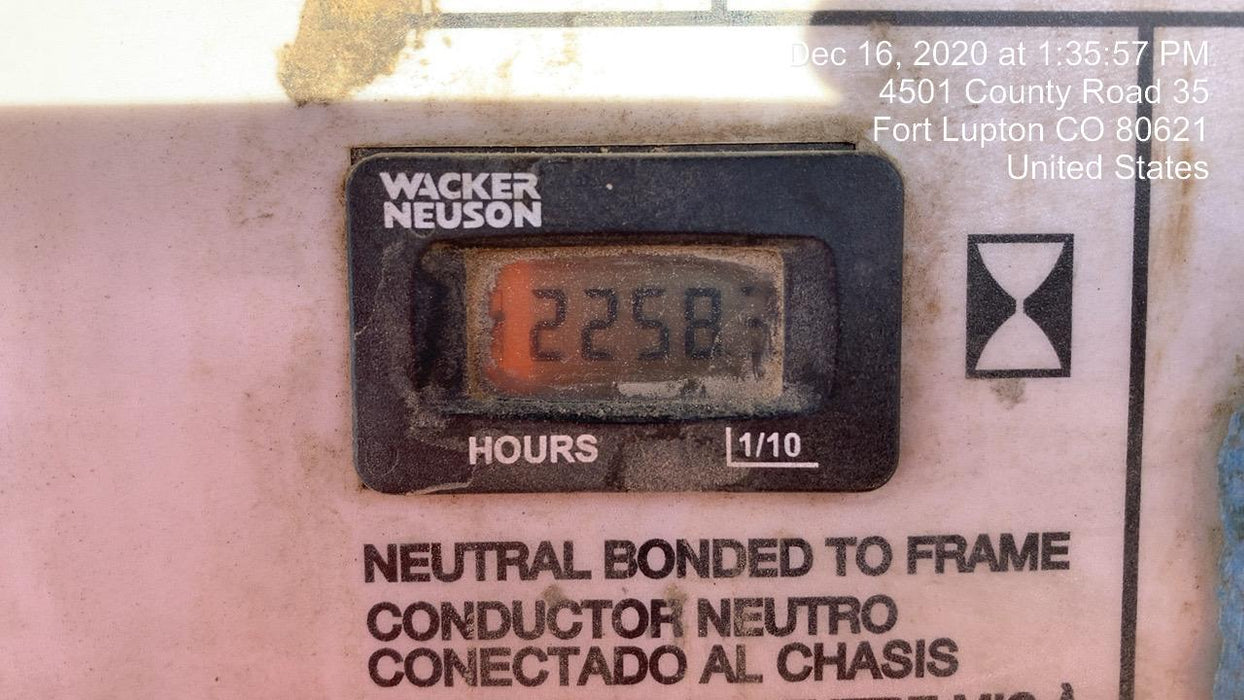 Dec 16, 2020 at 1:35:57 PM
4501 County Road 35
Fort Lupton CO 80621
United States
WACKER
NEUSON
2258
HOURS
1/10
NEUTRAL BONDED TO FRAME
CONDUCTOR NEUTRO
CONECTADO AL CHASIS